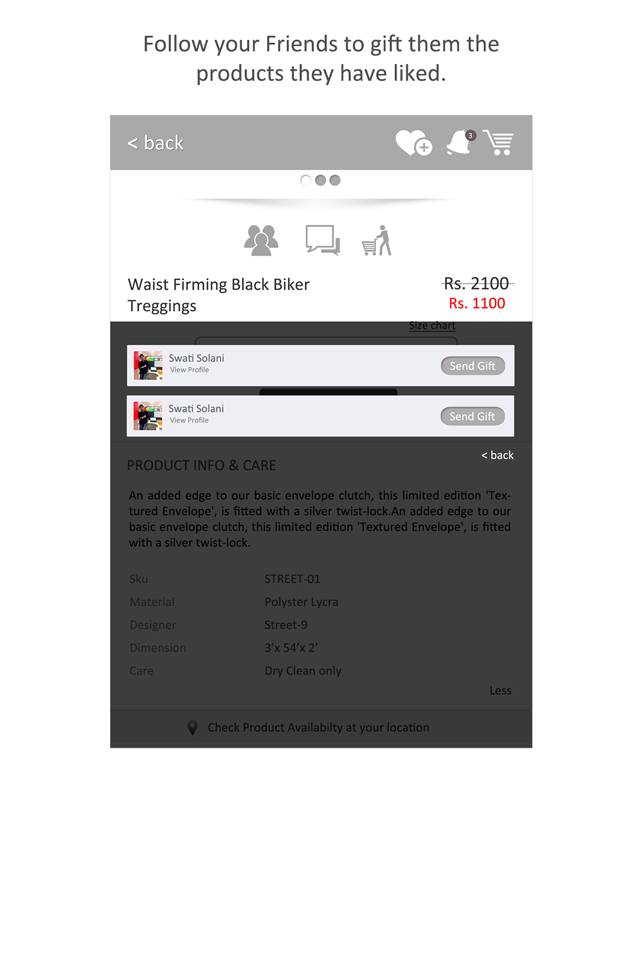 Follow your Friends to gift them the
products they have liked.
< back
3
Waist Firming Black Biker
Treggings
Rs. 2100
Rs. 1100
Size chart
Swati Solani
View Profile
Send Gift
Swati Solani
View Profile
Send Gift
< back
PRODUCT INFO & CARE
An added edge to our basic envelope clutch, this limited edition 'Tex-
tured Envelope', is fitted with a silver twist-lock.An added edge to our
basic envelope clutch, this limited edition 'Textured Envelope', is fitted
with a silver twist-lock.
Sku STREET-01
Material Polyster Lycra
Designer Street-9
Dimension 3’x 54’x 2’
Care Dry Clean only
Less
Check Product Availabilty at your location